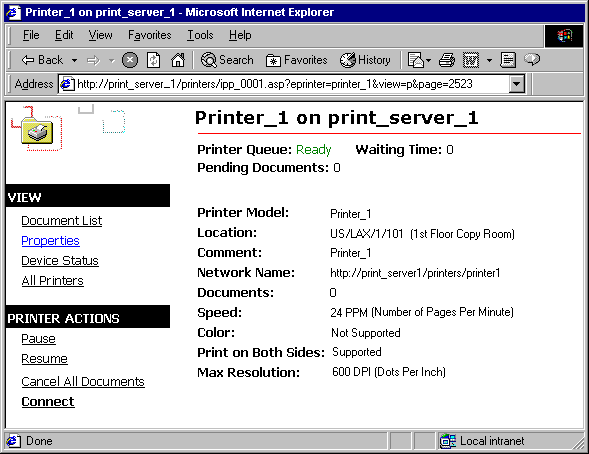 Printer_1 on print_server_1 - Microsoft Internet Explorer
File Edit View Favorites Tools Help
Back Search Favorites History
Address http://print_server_1/printers/ipp_0001.asp?eprinter=printer_1&view=p&page=2523
Printer_1 on print_server_1
Printer Queue: Ready Waiting Time: 0
Pending Documents: 0
VIEW
Document List
Properties
Device Status
All Printers
PRINTER ACTIONS
Pause
Resume
Cancel All Documents
Connect
Printer Model: Printer_1
Location: US/LAX/1/101 (1st Floor Copy Room)
Comment: Printer_1
Network Name: http://print_server1/printers/printer1
Documents: 0
Speed: 24 PPM (Number of Pages Per Minute)
Color: Not Supported
Print on Both Sides: Supported
Max Resolution: 600 DPI (Dots Per Inch)
Done Local intranet